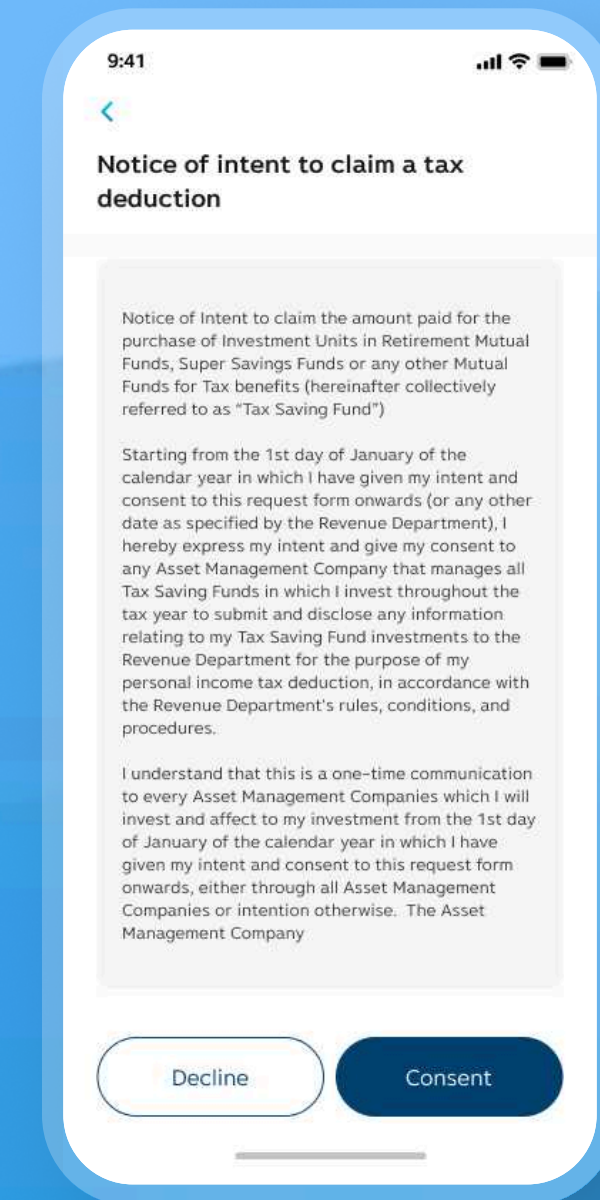 9:41
Notice of intent to claim a tax
deduction
Notice of Intent to claim the amount paid for the
purchase of Investment Units in Retirement Mutual
Funds, Super Savings Funds or any other Mutual
Funds for Tax benefits (hereinafter collectively
referred to as “Tax Saving Fund”)
Starting from the 1st day of January of the
calendar year in which I have given my intent and
consent to this request form onwards (or any other
date as specified by the Revenue Department), I
hereby express my intent and give my consent to
any Asset Management Company that manages all
Tax Saving Funds in which I invest throughout the
tax year to submit and disclose any information
relating to my Tax Saving Fund investments to the
Revenue Department for the purpose of my
personal income tax deduction, in accordance with
the Revenue Department's rules, conditions, and
procedures.
I understand that this is a one-time communication
to every Asset Management Companies which I will
invest and affect to my investment from the 1st day
of January of the calendar year in which I have
given my intent and consent to this request form
onwards, either through all Asset Management
Companies or intention otherwise.  The Asset
Management Company
Decline
Consent